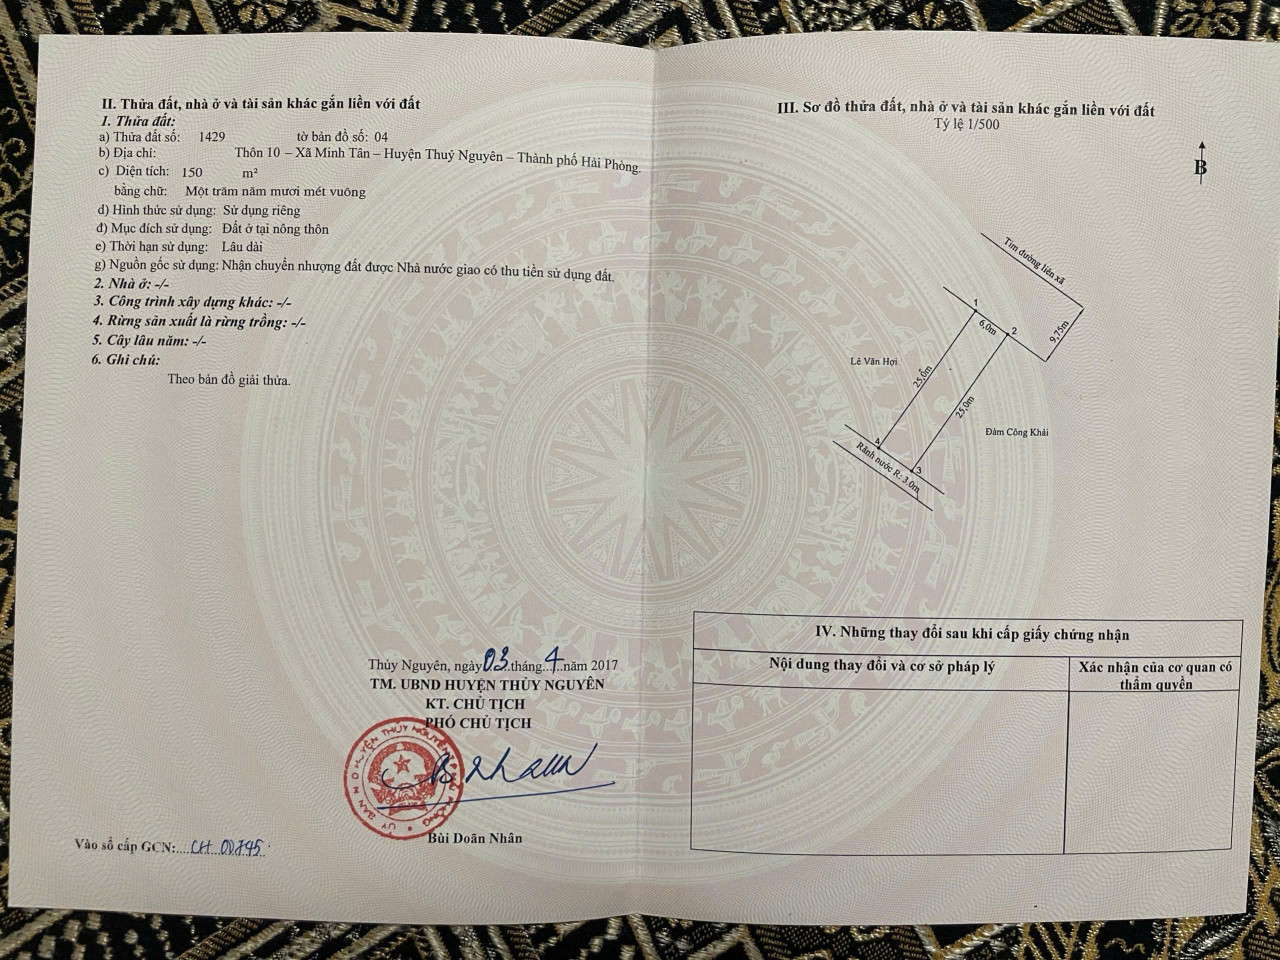 II. Thửa đất, nhà ở và tài sản khác gắn liền với đất
1. Thửa đất:
a) Thửa đất số: 1429 tờ bản đồ số: 04
b) Địa chỉ: Thôn 10 – Xã Minh Tân – Huyện Thuỷ Nguyên – Thành phố Hải Phòng.
c) Diện tích: 150 m²
bằng chữ: Một trăm năm mươi mét vuông
d) Hình thức sử dụng: Sử dụng riêng
đ) Mục đích sử dụng: Đất ở tại nông thôn
e) Thời hạn sử dụng: Lâu dài
g) Nguồn gốc sử dụng: Nhận chuyển nhượng đất được Nhà nước giao có thu tiền sử dụng đất.
2. Nhà ở: -/-
3. Công trình xây dựng khác: -/-
4. Rừng sản xuất là rừng trồng: -/-
5. Cây lâu năm: -/-
6. Ghi chú:
Theo bản đồ giải thửa.
Thủy Nguyên, ngày 03 tháng 4 năm 2017
TM. UBND HUYỆN THỦY NGUYÊN
KT. CHỦ TỊCH
PHÓ CHỦ TỊCH
Bùi Doãn Nhân
Vào sổ cấp GCN:
III. Sơ đồ thửa đất, nhà ở và tài sản khác gắn liền với đất
Tỷ lệ 1/500
B
Tim đường liên xã
1
6,0m
2
9,75m
Lê Văn Hợi
25,0m
25,0m
Đàm Công Khải
4
3
Rãnh nước R: 3.0m
IV. Những thay đổi sau khi cấp giấy chứng nhận
Nội dung thay đổi và cơ sở pháp lý
Xác nhận của cơ quan có
thẩm quyền